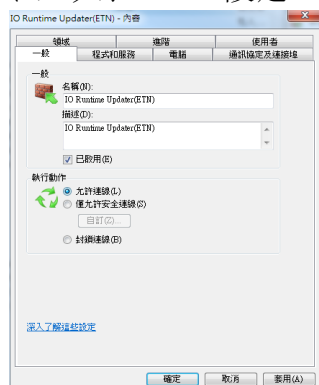 IO Runtime Updater(ETN) - 內容
領域
進階
使用者
一般
程式和服務
電腦
通訊協定及連接埠
一般
名稱(N):
IO Runtime Updater(ETN)
描述(D):
IO Runtime Updater(ETN)
已啟用(E)
執行動作
允許連線(L)
僅允許安全連線(S)
自訂(Z)...
封鎖連線(B)
深入了解這些設定
確定
取消
套用(A)